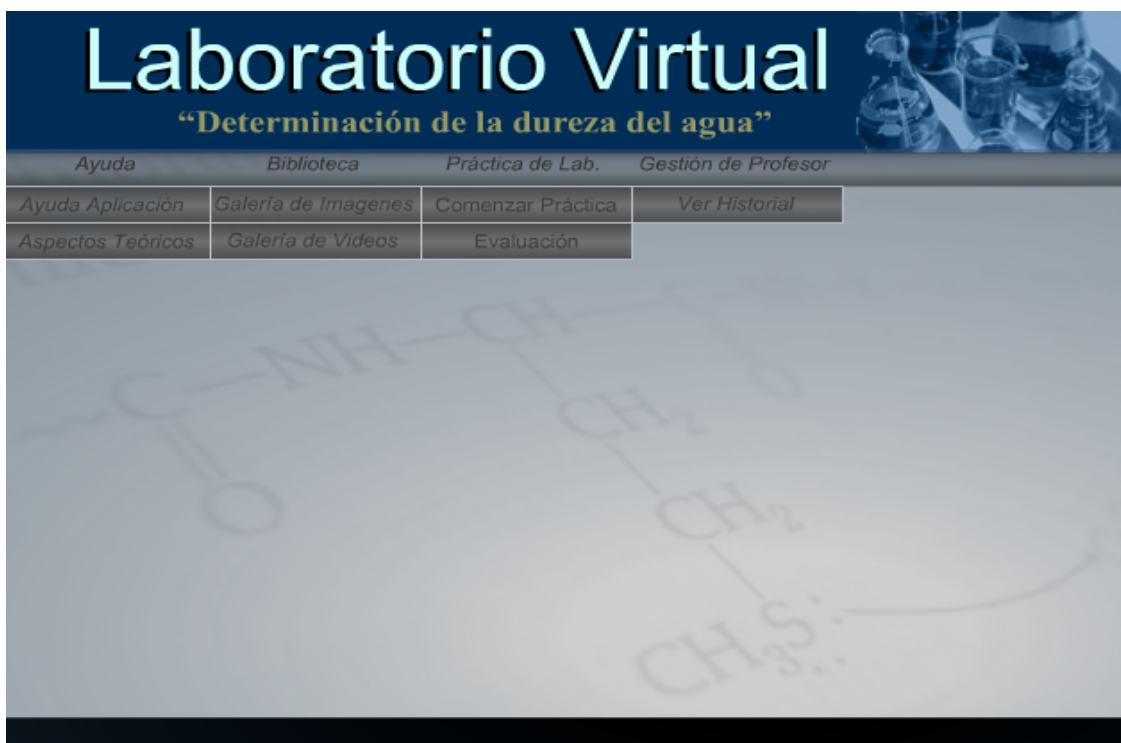 Laboratorio Virtual
“Determinación de la dureza del agua”
Ayuda Biblioteca Práctica de Lab. Gestión de Profesor
Ayuda Aplicación Galería de Imagenes Comenzar Práctica Ver Historial
Aspectos Teóricos Galería de Videos Evaluación
C—NH—CH—C
O
O
CH₂
CH₂
CH₃S: